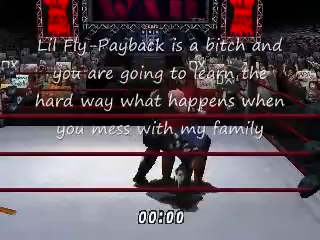 WAR
Lil Fly-Payback is a bitch and
you are going to learn the
hard way what happens when
you mess with my family
00:00